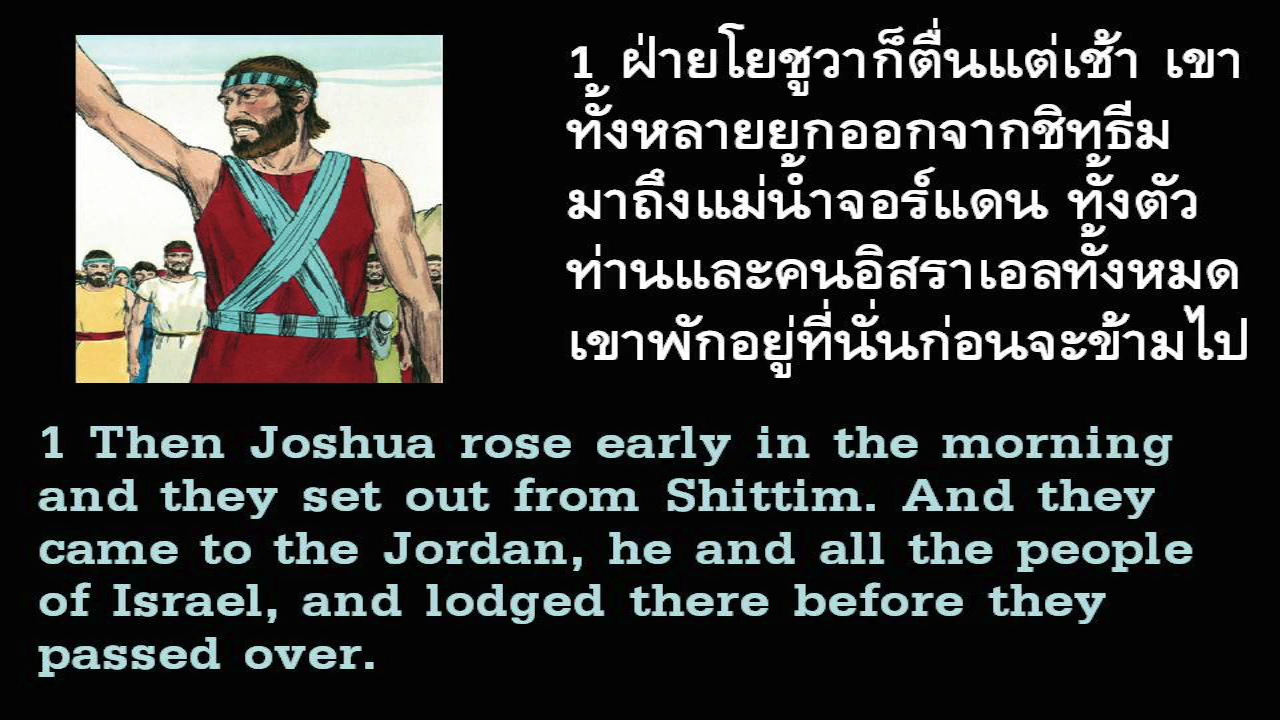 1 ฝ่ายโยชูวาก็ตื่นแต่เช้า เขา
ทั้งหลายยกออกจากชิทธีม
มาถึงแม่น้ำจอร์แดน ทั้งตัว
ท่านและคนอิสราเอลทั้งหมด
เขาพักอยู่ที่นั่นก่อนจะข้ามไป
1 Then Joshua rose early in the morning
and they set out from Shittim. And they
came to the Jordan, he and all the people
of Israel, and lodged there before they
passed over.